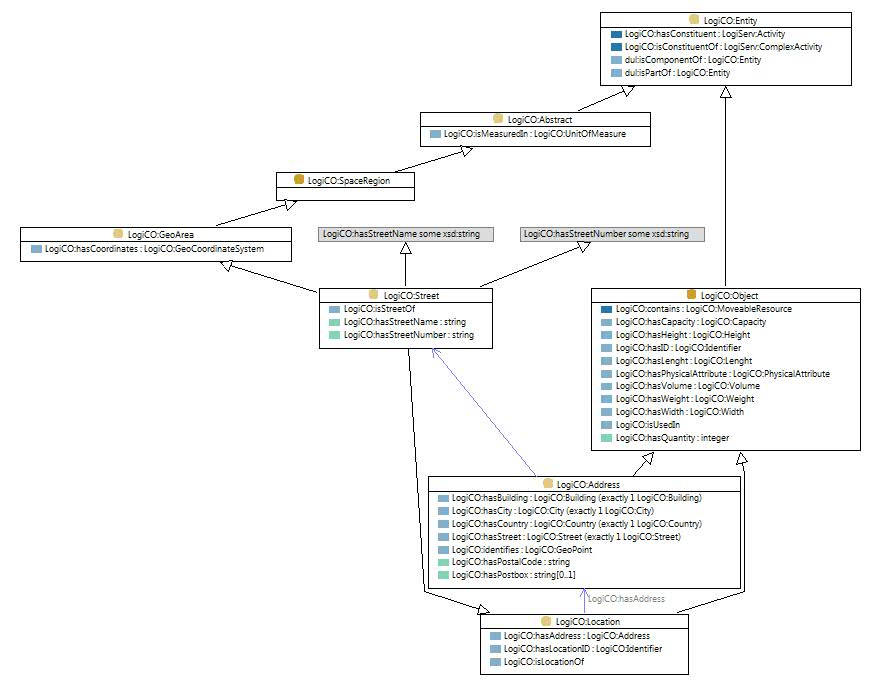 LogiCO:Entity
LogiCO:hasConstituent : LogiServ:Activity
LogiCO:isConstituentOf : LogiServ:ComplexActivity
dul:isComponentOf : LogiCO:Entity
dul:isPartOf : LogiCO:Entity
LogiCO:Abstract
LogiCO:isMeasuredIn : LogiCO:UnitOfMeasure
LogiCO:SpaceRegion
LogiCO:GeoArea
LogiCO:hasCoordinates : LogiCO:GeoCoordinateSystem
LogiCO:hasStreetName some xsd:string
LogiCO:hasStreetNumber some xsd:string
LogiCO:Street
LogiCO:isStreetOf
LogiCO:hasStreetName : string
LogiCO:hasStreetNumber : string
LogiCO:Object
LogiCO:contains : LogiCO:MoveableResource
LogiCO:hasCapacity : LogiCO:Capacity
LogiCO:hasHeight : LogiCO:Height
LogiCO:hasID : LogiCO:Identifier
LogiCO:hasLenght : LogiCO:Lenght
LogiCO:hasPhysicalAttribute : LogiCO:PhysicalAttribute
LogiCO:hasVolume : LogiCO:Volume
LogiCO:hasWeight : LogiCO:Weight
LogiCO:hasWidth : LogiCO:Width
LogiCO:isUsedIn
LogiCO:hasQuantity : integer
LogiCO:Address
LogiCO:hasBuilding : LogiCO:Building (exactly 1 LogiCO:Building)
LogiCO:hasCity : LogiCO:City (exactly 1 LogiCO:City)
LogiCO:hasCountry : LogiCO:Country (exactly 1 LogiCO:Country)
LogiCO:hasStreet : LogiCO:Street (exactly 1 LogiCO:Street)
LogiCO:identifies : LogiCO:GeoPoint
LogiCO:hasPostalCode : string
LogiCO:hasPostbox : string[0..1]
LogiCO:hasAddress
LogiCO:Location
LogiCO:hasAddress : LogiCO:Address
LogiCO:hasLocationID : LogiCO:Identifier
LogiCO:isLocationOf